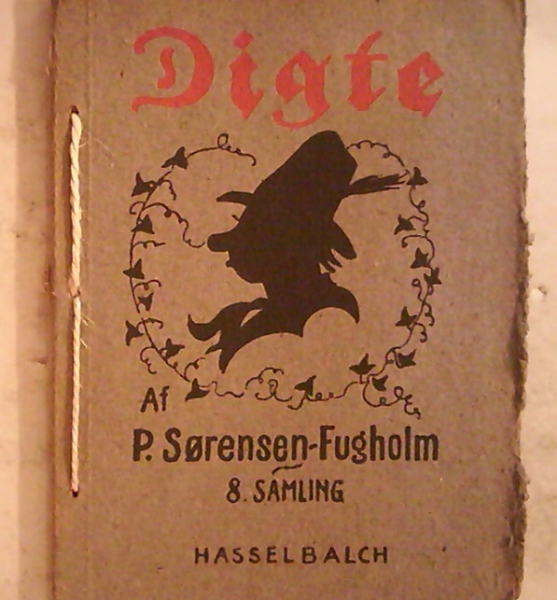 Digte
Af
P. Sørensen-Fugholm
8. SAMLING
HASSELBALCH